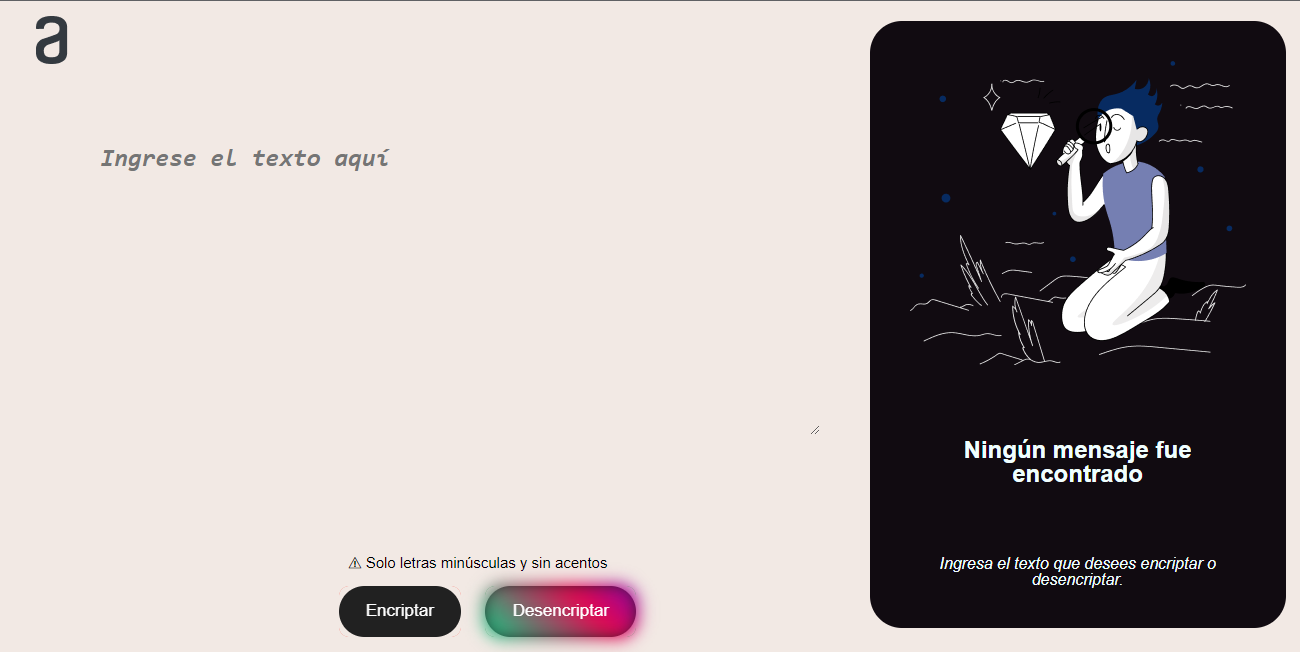 a
Ingrese el texto aquí
⚠ Solo letras minúsculas y sin acentos
Encriptar
Desencriptar
Ningún mensaje fue
encontrado
Ingresa el texto que desees encriptar o
desencriptar.